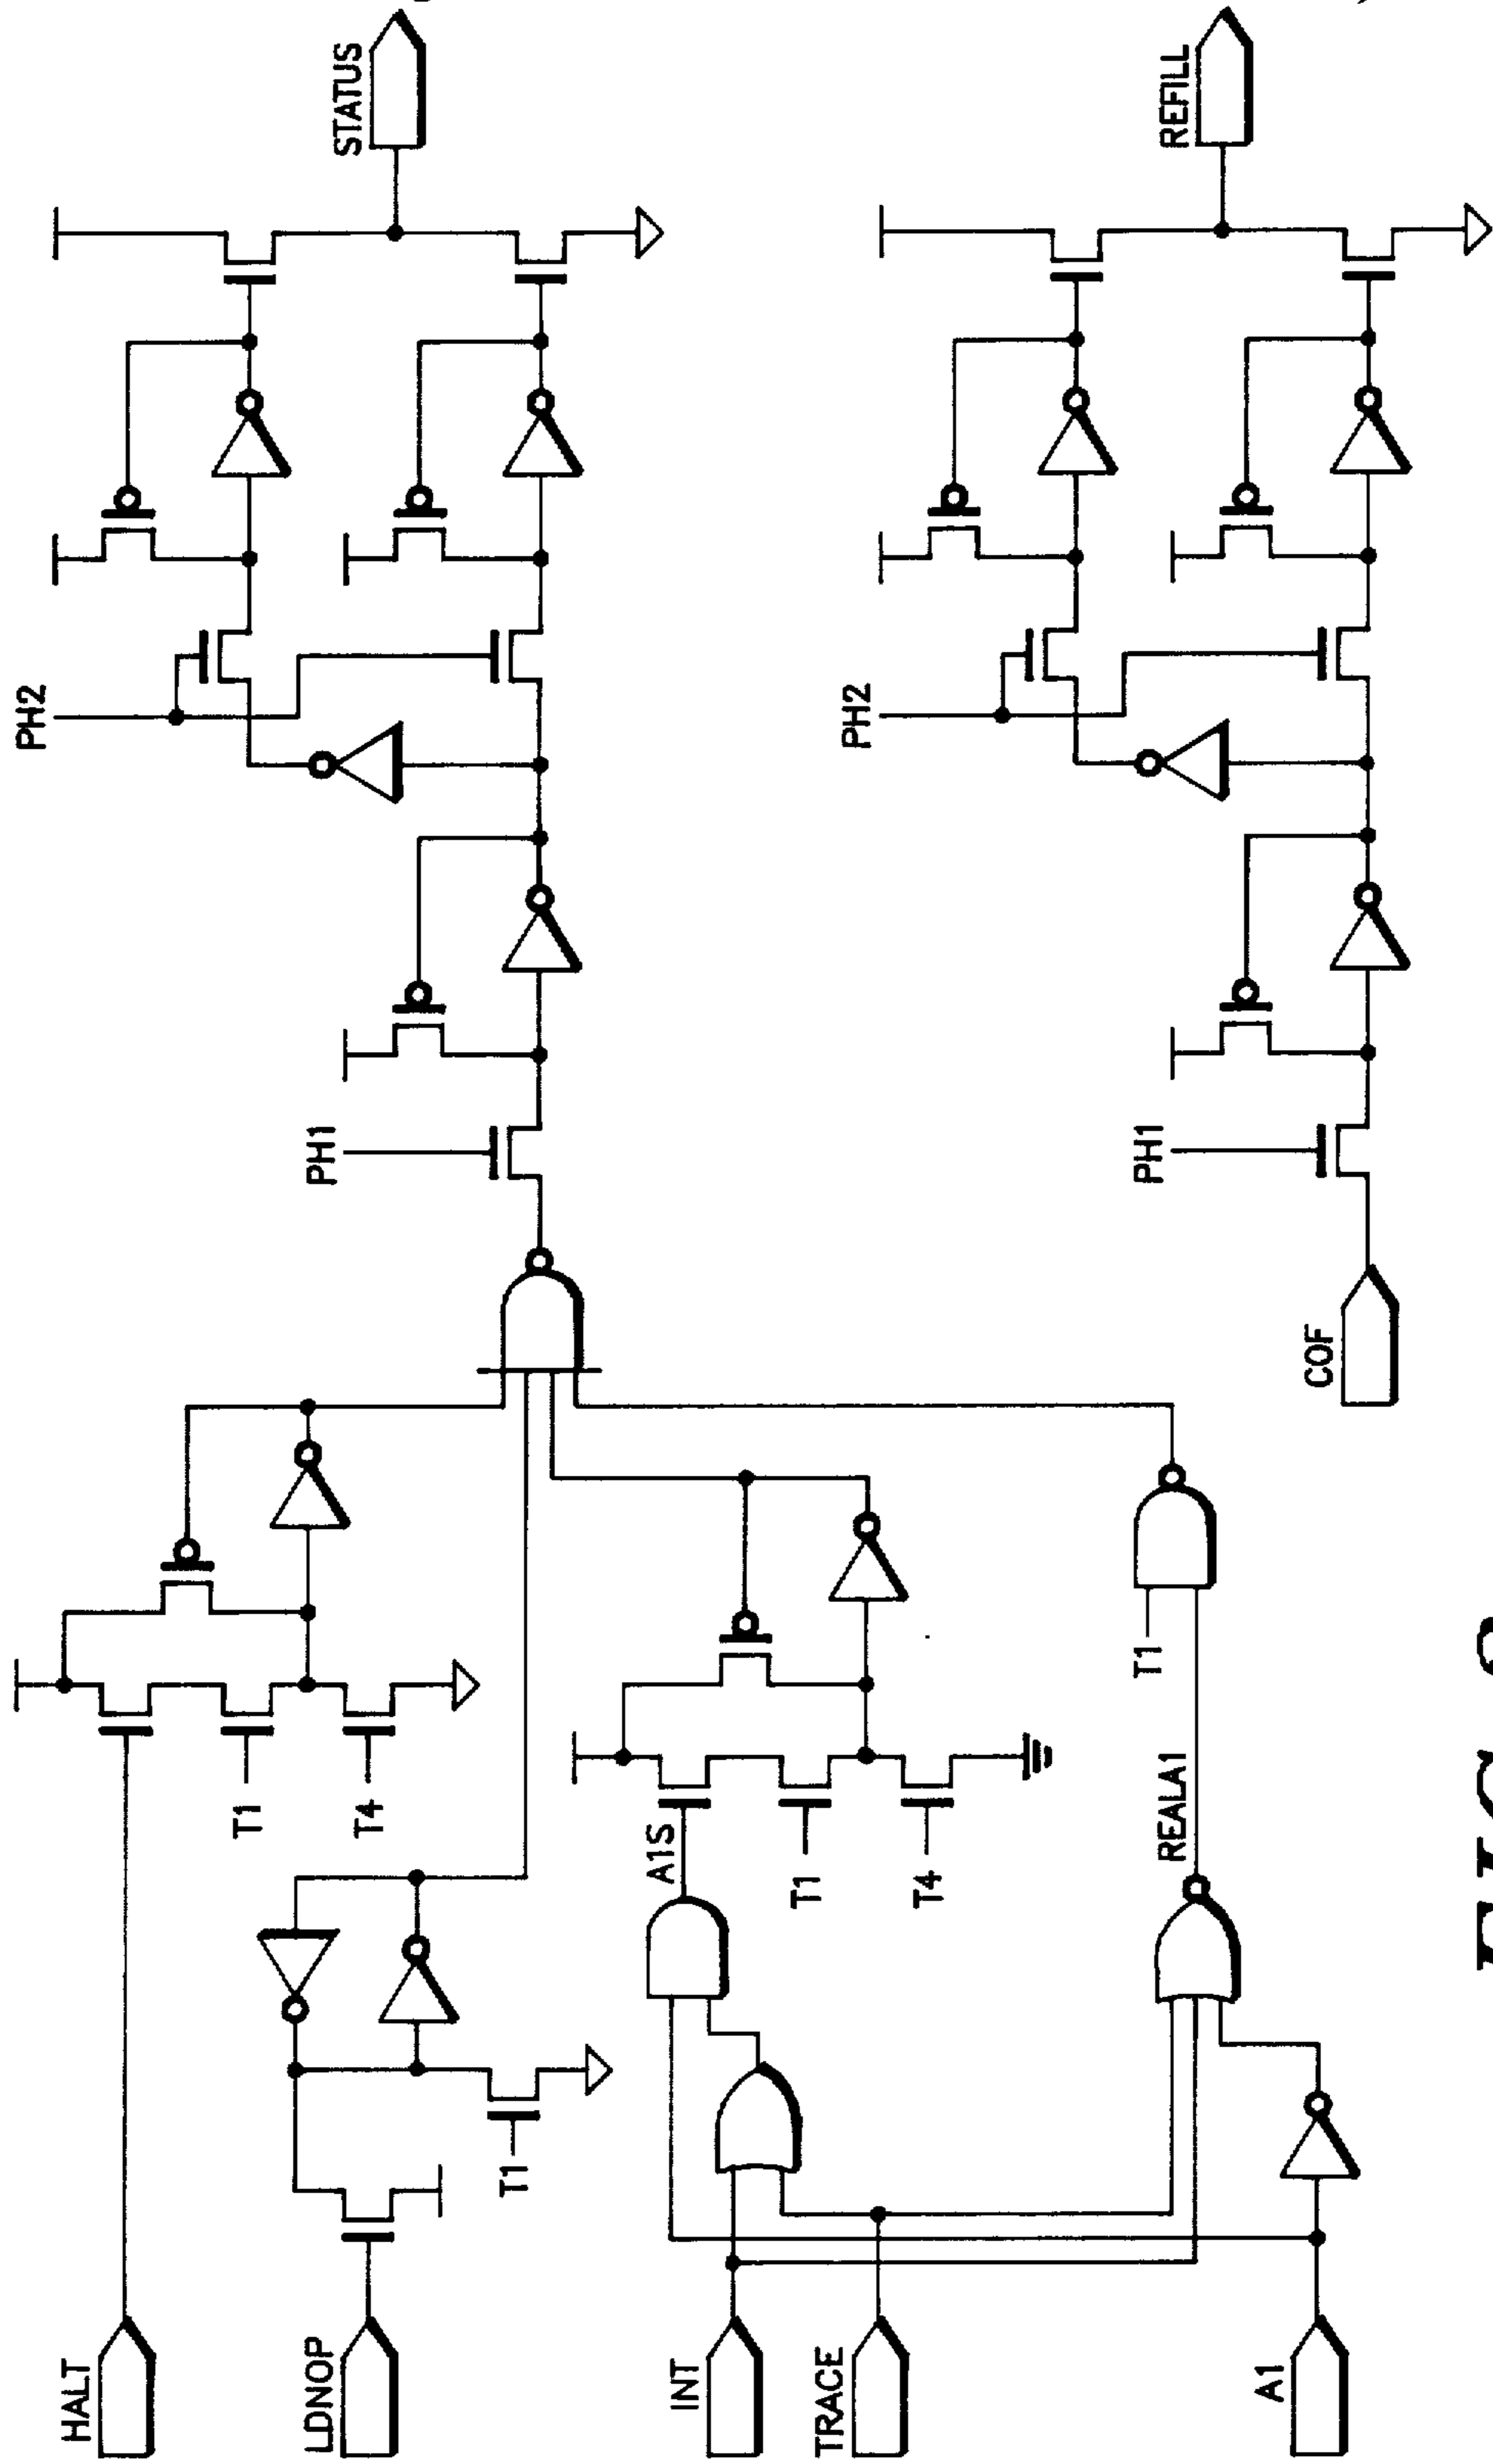 STATUS
REFILL
PH2
PH2
PH1
PH1
COF
T1
T4
T1
A1S
T1
T4
REALA1
T1
HALT
LDNOP
INT
TRACE
A1